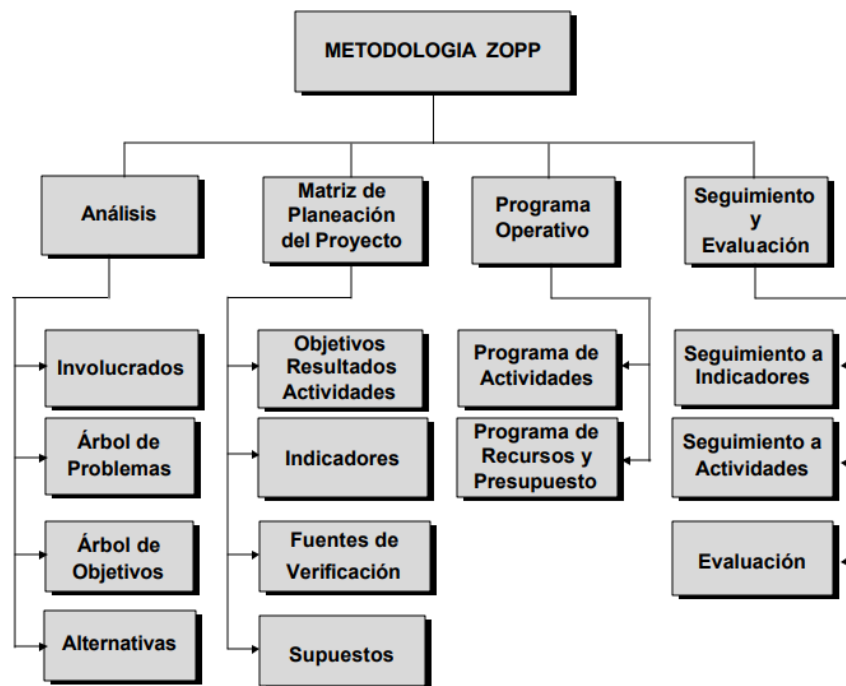 METODOLOGIA ZOPP
Análisis
Matriz de
Planeación
del Proyecto
Programa
Operativo
Seguimiento
y
Evaluación
Involucrados
Árbol de
Problemas
Árbol de
Objetivos
Alternativas
Objetivos
Resultados
Actividades
Indicadores
Fuentes de
Verificación
Supuestos
Programa de
Actividades
Programa de
Recursos y
Presupuesto
Seguimiento a
Indicadores
Seguimiento a
Actividades
Evaluación